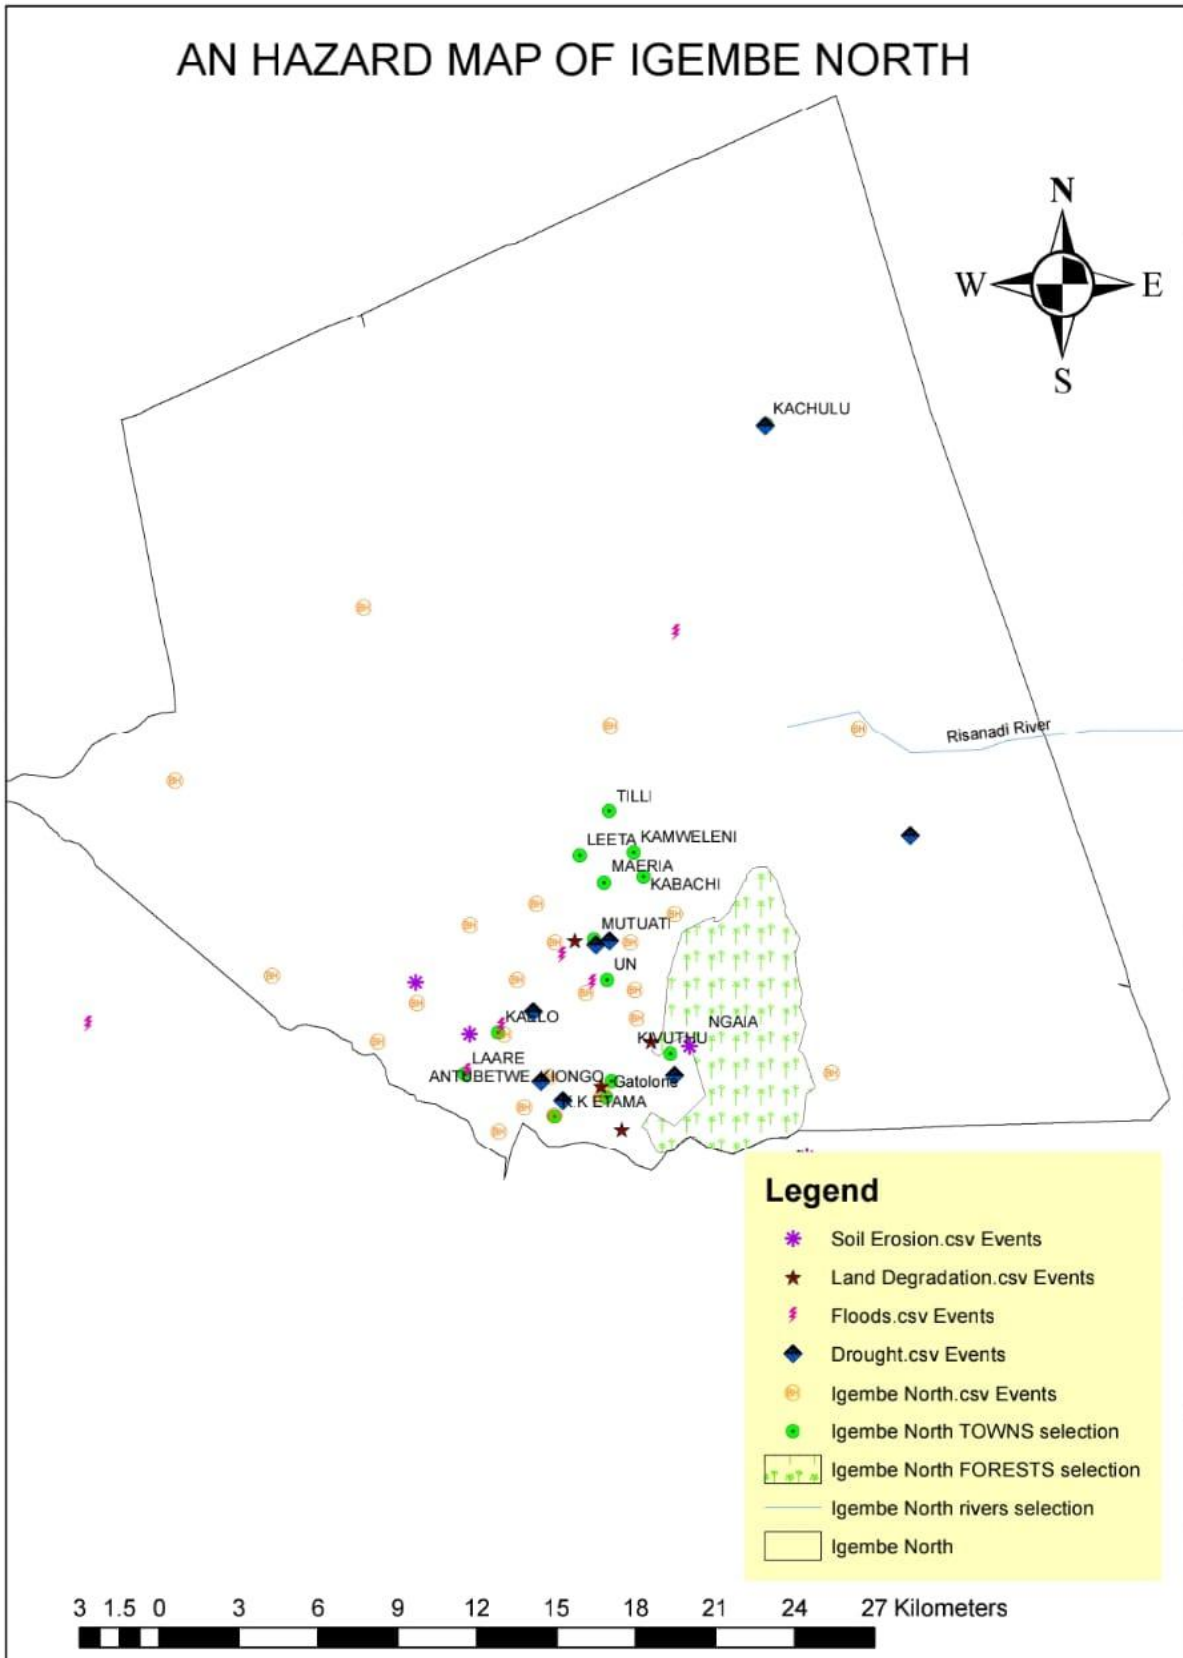 AN HAZARD MAP OF IGEMBE NORTH
N
W E
S
KACHULU
Risanadi River
TILLI
LEETA KAMWELENI
MAERIA
KABACHI
MUTUATI
UN
KAELO
NGAIA
KIVUTHU
LAARE
ANTUBETWE KIONGO
Gatolone
K.K ETAMA
Legend
Soil Erosion.csv Events
Land Degradation.csv Events
Floods.csv Events
Drought.csv Events
BH Igembe North.csv Events
Igembe North TOWNS selection
Igembe North FORESTS selection
Igembe North rivers selection
Igembe North
3 1.5 0 3 6 9 12 15 18 21 24 27 Kilometers